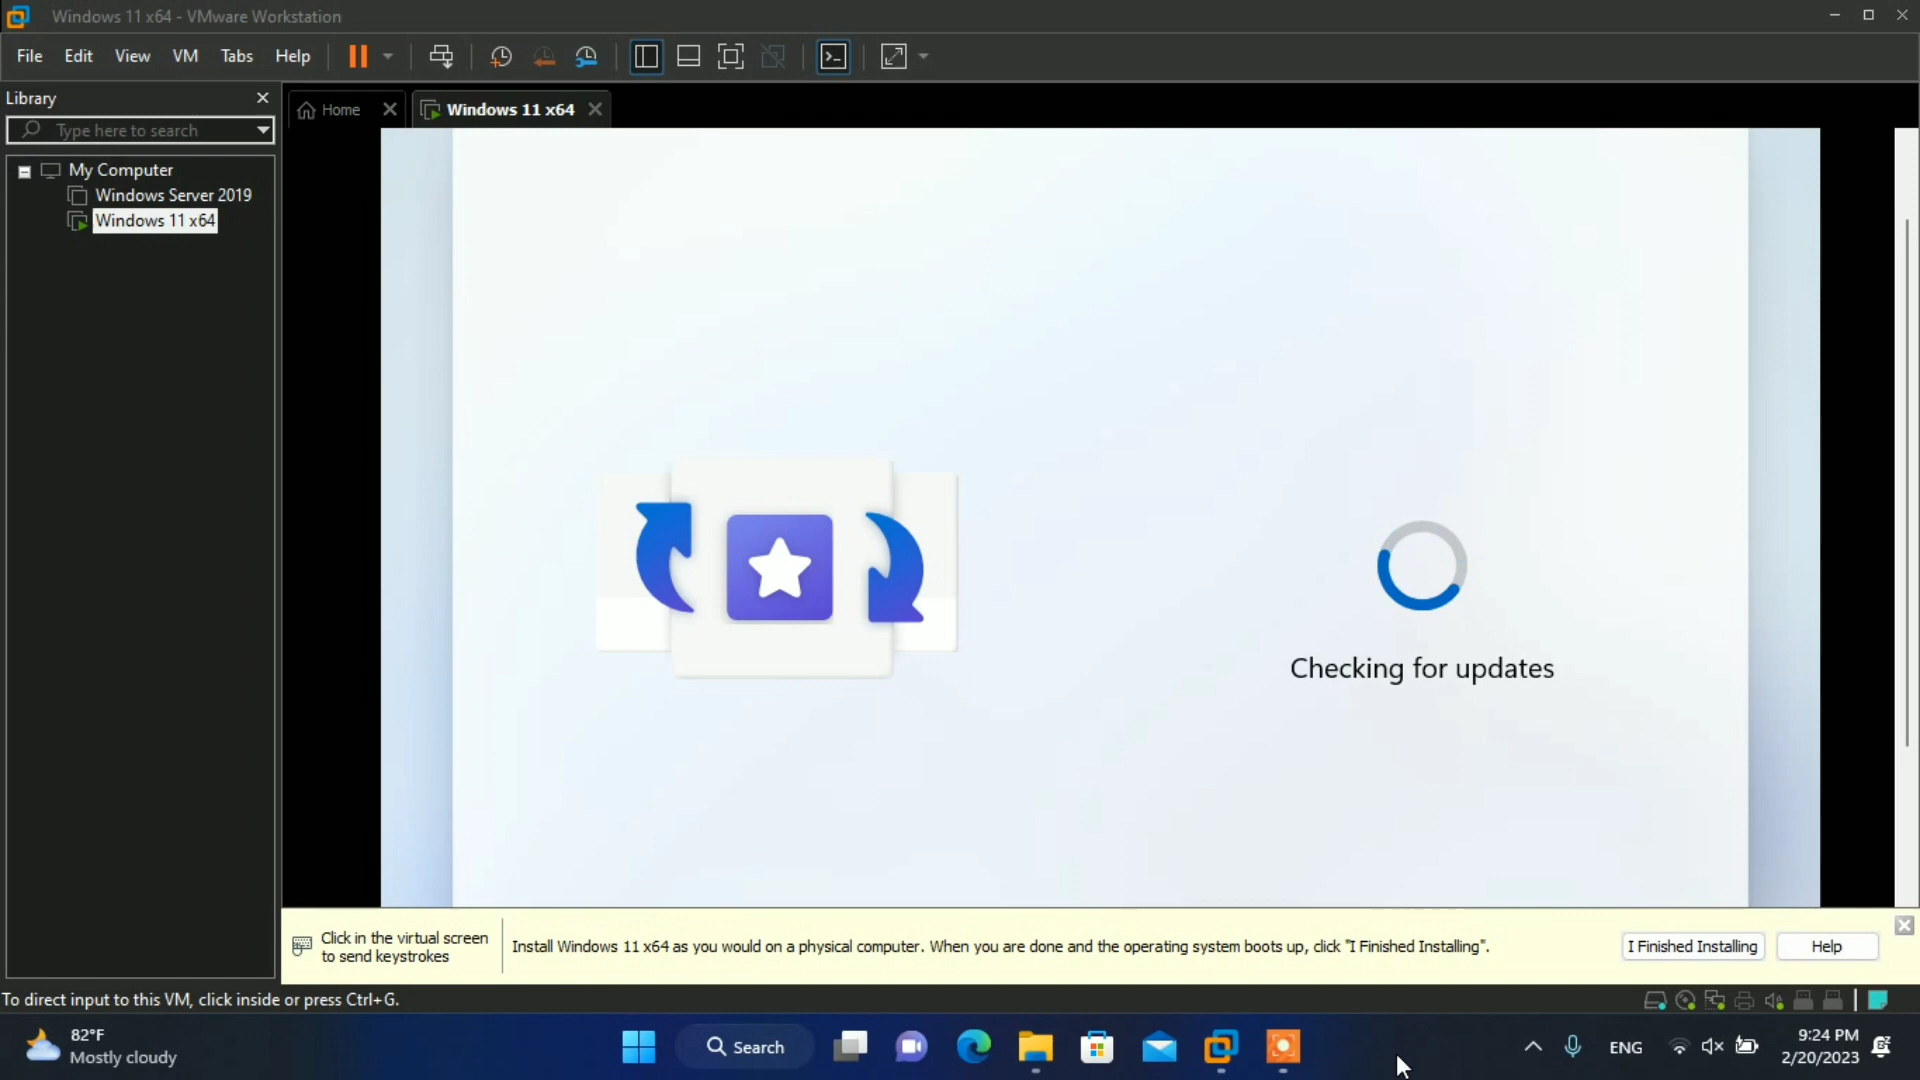 Windows 11 x64 - VMware Workstation
File Edit View VM Tabs Help
Library
Type here to search
My Computer
Windows Server 2019
Windows 11 x64
Home
Windows 11 x64
Checking for updates
Click in the virtual screen
to send keystrokes
Install Windows 11 x64 as you would on a physical computer. When you are done and the operating system boots up, click "I Finished Installing".
I Finished Installing
Help
To direct input to this VM, click inside or press Ctrl+G.
82°F
Mostly cloudy
Search
ENG
9:24 PM
2/20/2023